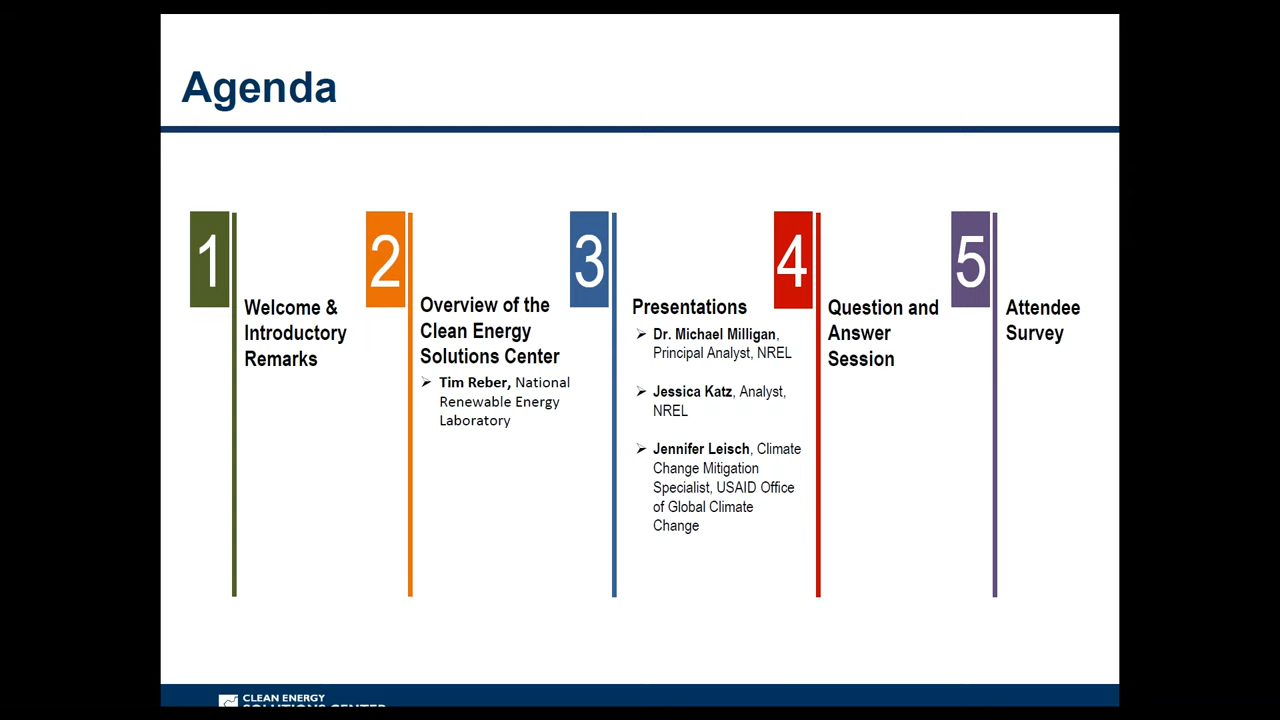 Agenda
1
Welcome &
Introductory
Remarks
2
Overview of the
Clean Energy
Solutions Center
➢ Tim Reber, National
Renewable Energy
Laboratory
3
Presentations
➢ Dr. Michael Milligan,
Principal Analyst, NREL
➢ Jessica Katz, Analyst,
NREL
➢ Jennifer Leisch, Climate
Change Mitigation
Specialist, USAID Office
of Global Climate
Change
4
Question and
Answer
Session
5
Attendee
Survey
CLEAN ENERGY
SOLUTIONS CENTER